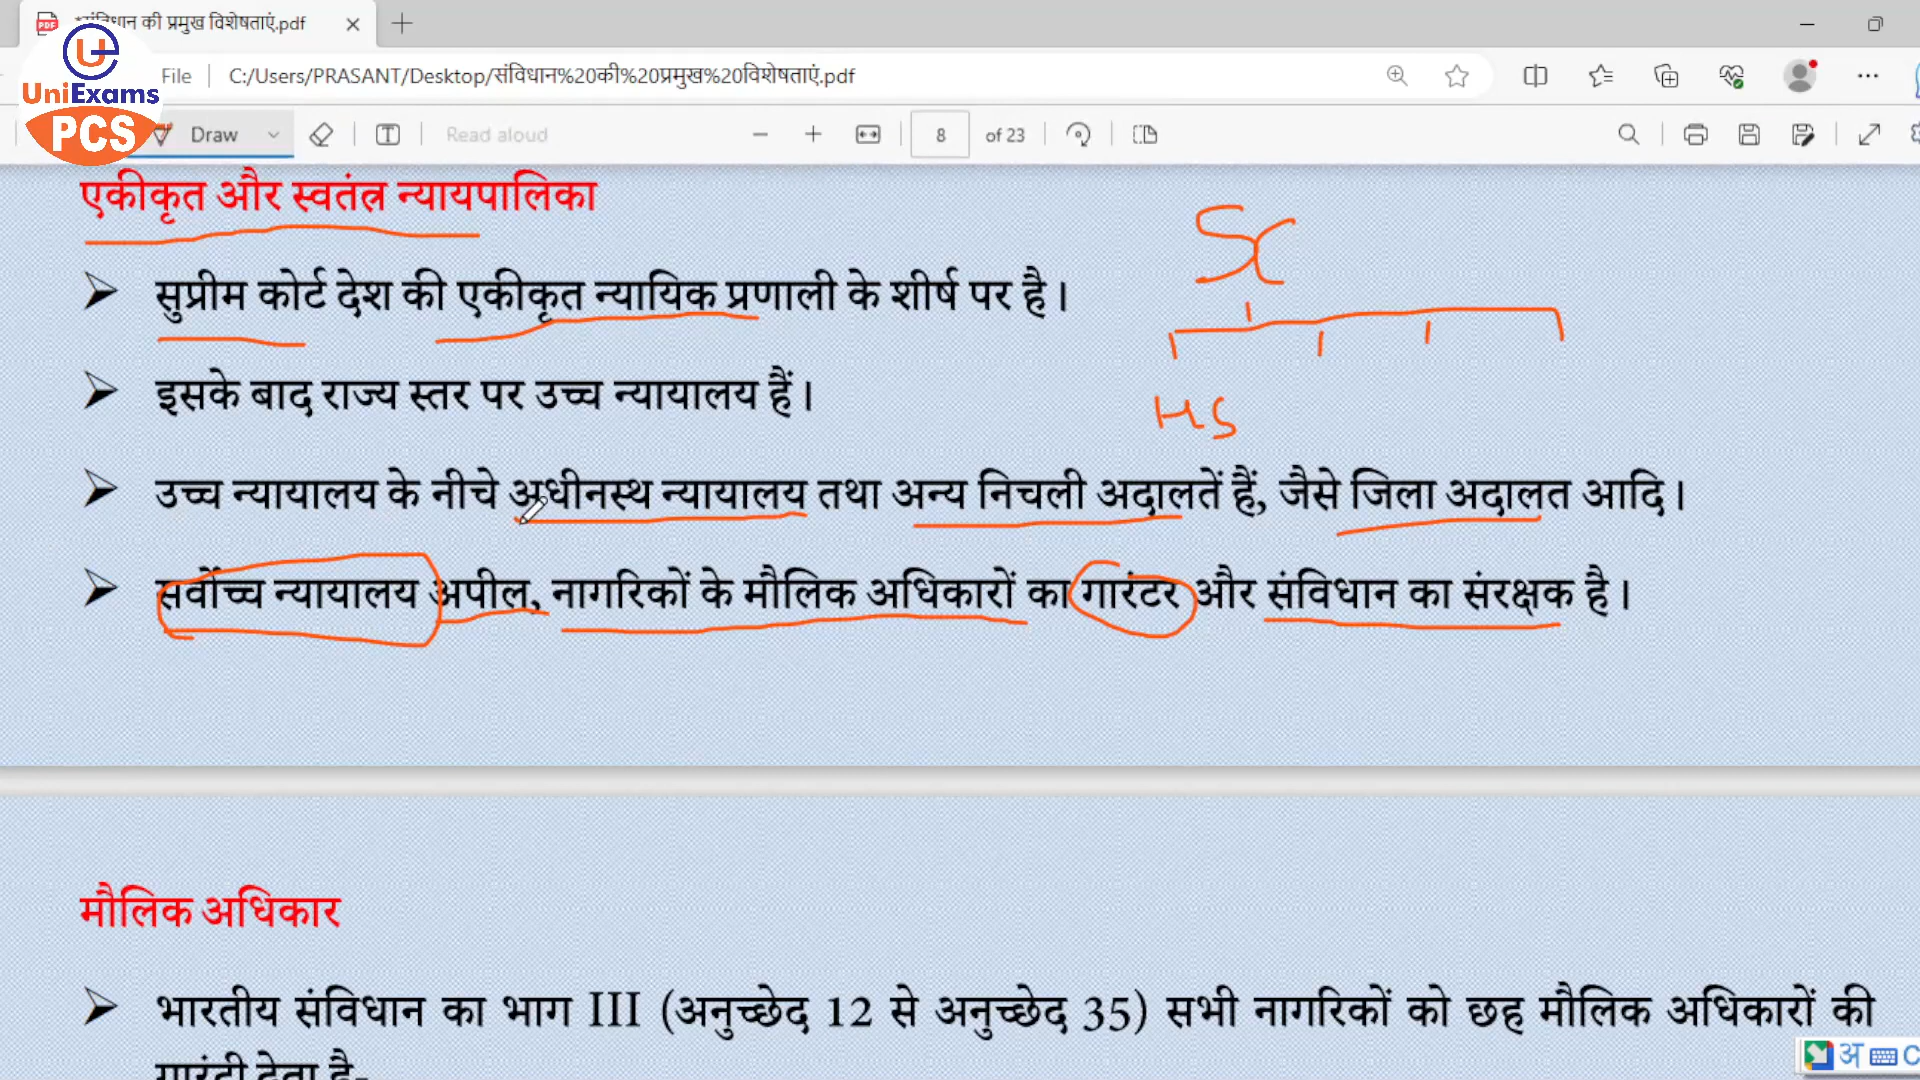 संविधान की प्रमुख विशेषताएं.pdf
File
C:/Users/PRASANT/Desktop/संविधान%20की%20प्रमुख%20विशेषताएं.pdf
UniExams
PCS
Draw
Read aloud
8 of 23
एकीकृत और स्वतंत्र न्यायपालिका
SC
सुप्रीम कोर्ट देश की एकीकृत न्यायिक प्रणाली के शीर्ष पर है।
इसके बाद राज्य स्तर पर उच्च न्यायालय हैं।
HS
उच्च न्यायालय के नीचे अधीनस्थ न्यायालय तथा अन्य निचली अदालतें हैं, जैसे जिला अदालत आदि।
सर्वोच्च न्यायालय अपील, नागरिकों के मौलिक अधिकारों का गारंटर और संविधान का संरक्षक है।
मौलिक अधिकार
भारतीय संविधान का भाग III (अनुच्छेद 12 से अनुच्छेद 35) सभी नागरिकों को छह मौलिक अधिकारों की
गारंटी देता है-
अ